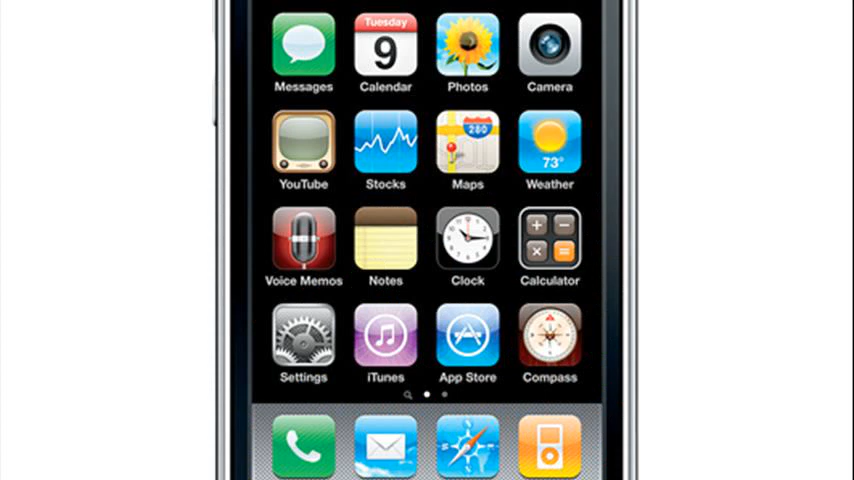 Messages
Tuesday
9
Calendar
Photos
Camera
YouTube
Stocks
280
Maps
73°
Weather
Voice Memos
Notes
Clock
Calculator
Settings
iTunes
App Store
Compass